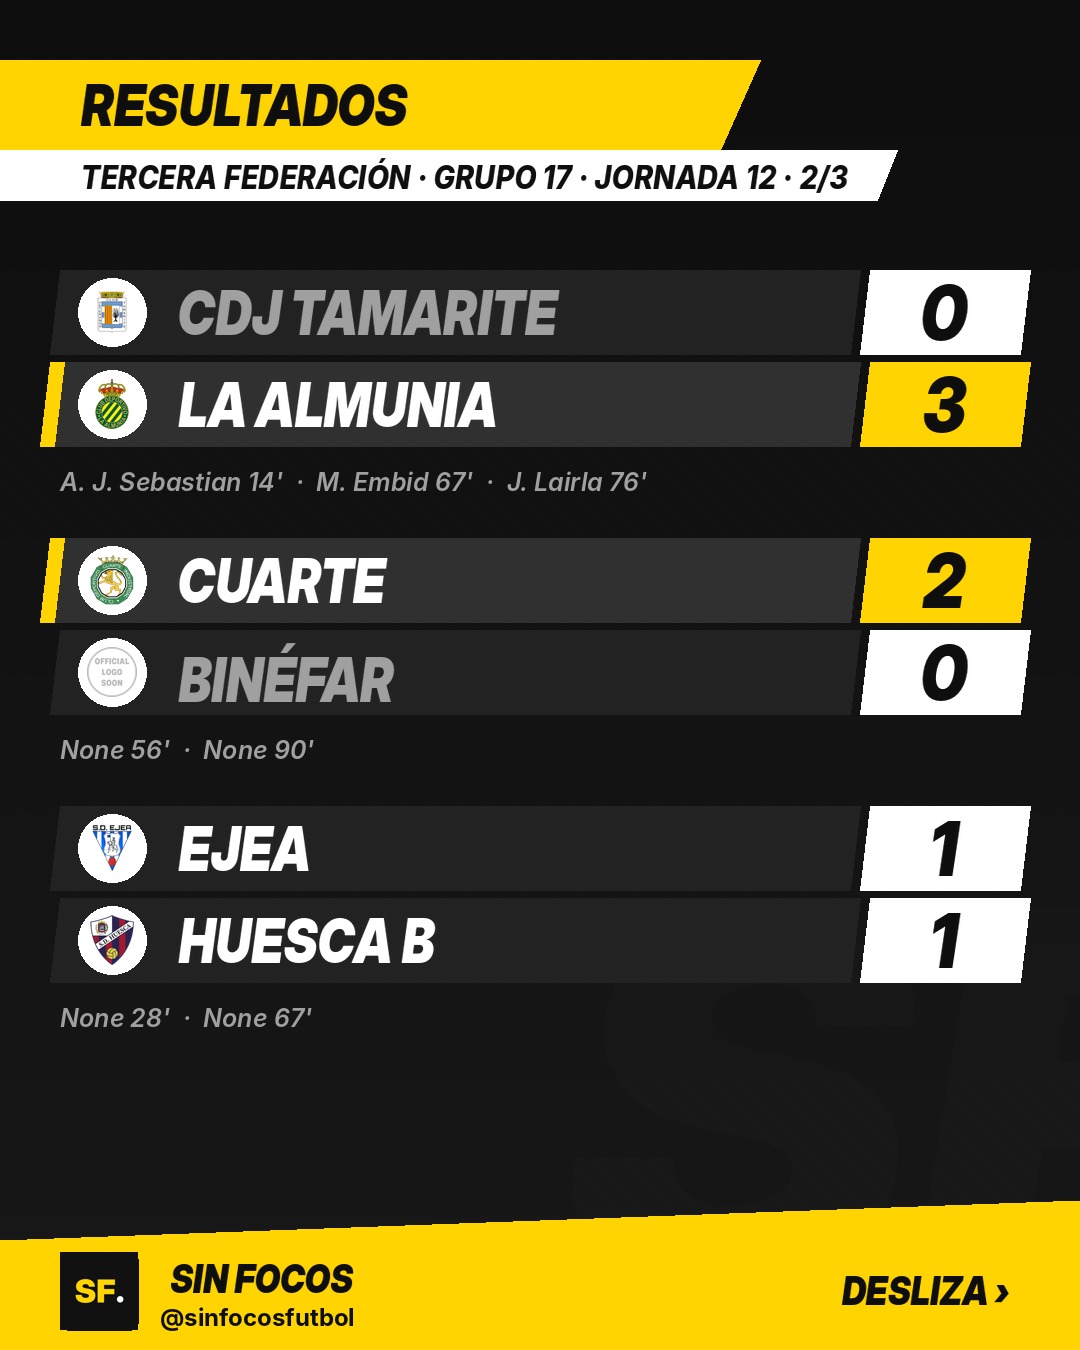 RESULTADOS
TERCERA FEDERACIÓN · GRUPO 17 · JORNADA 12 · 2/3
CDJ TAMARITE 0
LA ALMUNIA 3
A. J. Sebastian 14' · M. Embid 67' · J. Lairla 76'
CUARTE 2
OFFICIAL
LOGO
SOON
BINÉFAR 0
None 56' · None 90'
S.D. EJEA
EJEA 1
S.D. HUESCA
HUESCA B 1
None 28' · None 67'
SF
SF.
SIN FOCOS
@sinfocosfutbol
DESLIZA ›